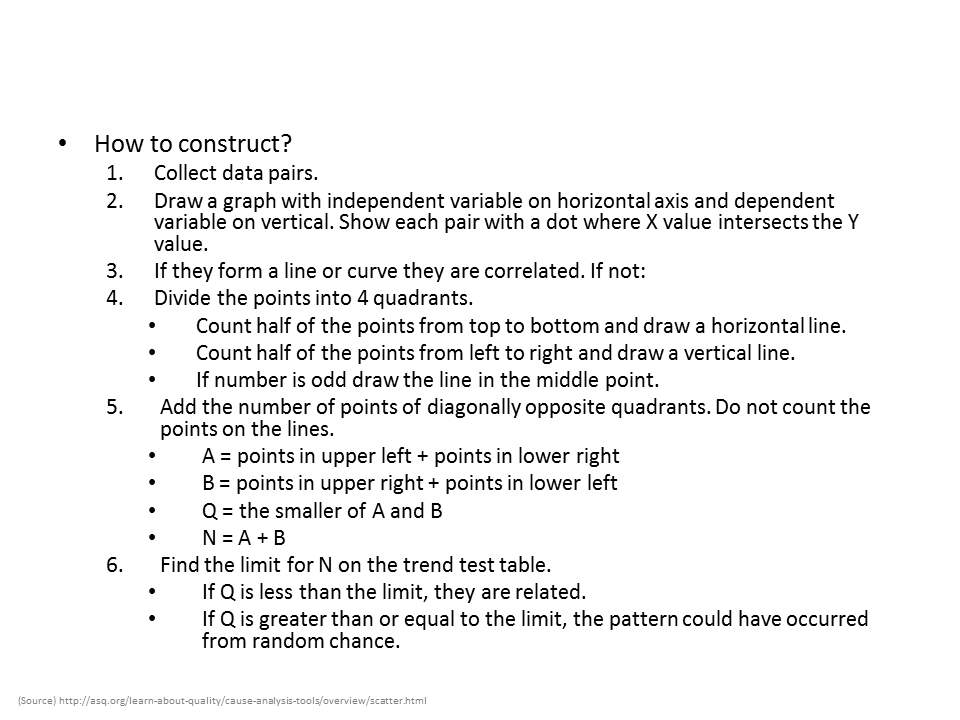 • How to construct?
1. Collect data pairs.
2. Draw a graph with independent variable on horizontal axis and dependent
variable on vertical. Show each pair with a dot where X value intersects the Y
value.
3. If they form a line or curve they are correlated. If not:
4. Divide the points into 4 quadrants.
• Count half of the points from top to bottom and draw a horizontal line.
• Count half of the points from left to right and draw a vertical line.
• If number is odd draw the line in the middle point.
5. Add the number of points of diagonally opposite quadrants. Do not count the
points on the lines.
• A = points in upper left + points in lower right
• B = points in upper right + points in lower left
• Q = the smaller of A and B
• N = A + B
6. Find the limit for N on the trend test table.
• If Q is less than the limit, they are related.
• If Q is greater than or equal to the limit, the pattern could have occurred
from random chance.
(Source) http://asq.org/learn-about-quality/cause-analysis-tools/overview/scatter.html